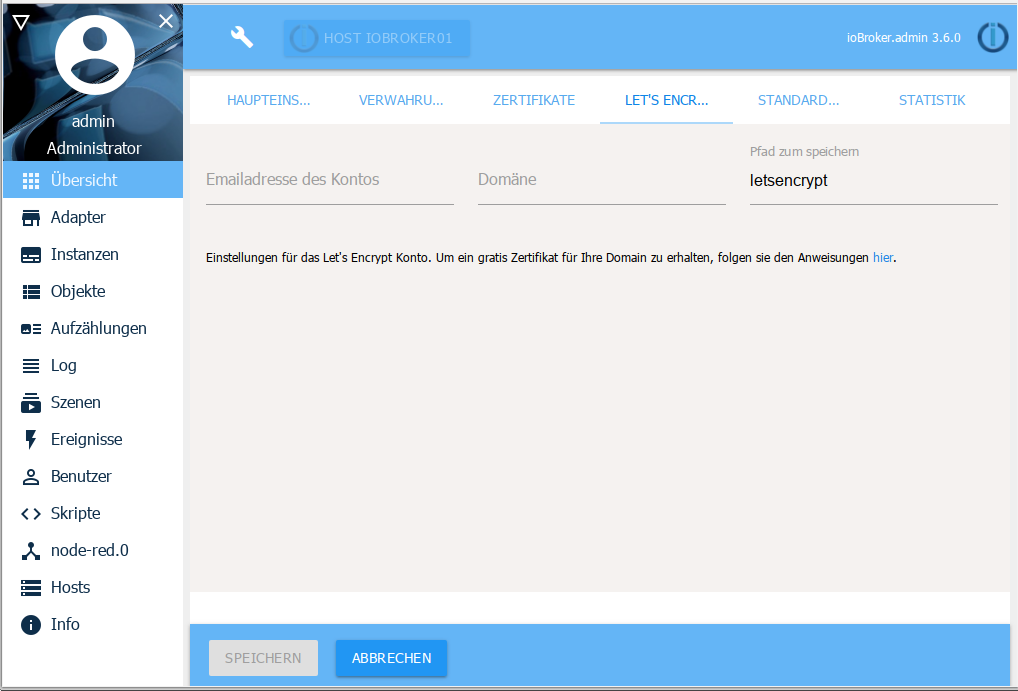 HOST IOBROKER01
ioBroker.admin 3.6.0
admin
Administrator
Übersicht
Adapter
Instanzen
Objekte
Aufzählungen
Log
Szenen
Ereignisse
Benutzer
Skripte
node-red.0
Hosts
Info
HAUPTEINS...
VERWAHRU...
ZERTIFIKATE
LET'S ENCR...
STANDARD...
STATISTIK
Emailadresse des Kontos
Domäne
Pfad zum speichern
letsencrypt
Einstellungen für das Let's Encrypt Konto. Um ein gratis Zertifikat für Ihre Domain zu erhalten, folgen sie den Anweisungen hier.
SPEICHERN
ABBRECHEN